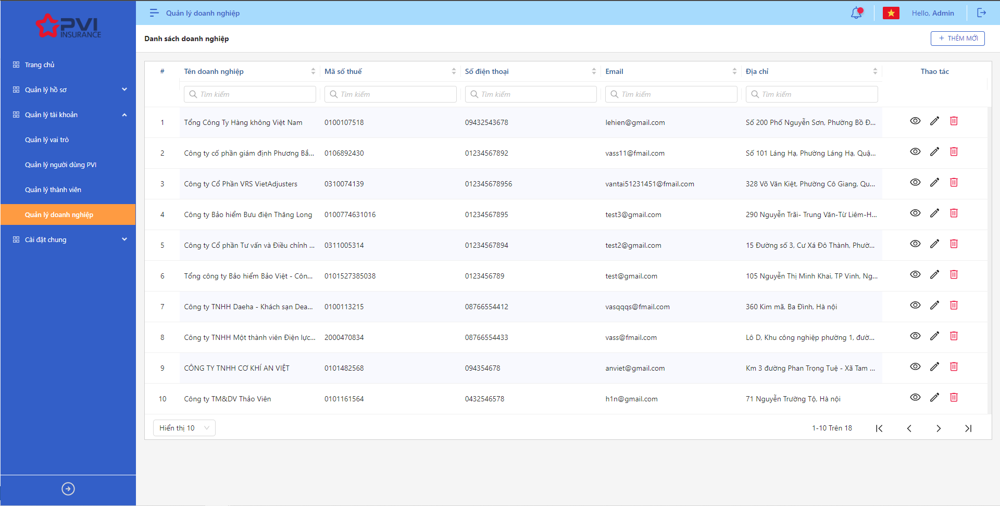 PVI
INSURANCE
Quản lý doanh nghiệp
Hello, Admin
Danh sách doanh nghiệp
THÊM MỚI
Trang chủ
Quản lý hồ sơ
Quản lý tài khoản
Quản lý vai trò
Quản lý người dùng PVI
Quản lý thành viên
Quản lý doanh nghiệp
Cài đặt chung
# Tên doanh nghiệp Mã số thuế Số điện thoại Email Địa chỉ Thao tác
Tìm kiếm Tìm kiếm Tìm kiếm Tìm kiếm Tìm kiếm
1 Tổng Công Ty Hàng không Việt Nam 0100107518 09432543678 lehien@gmail.com Số 200 Phố Nguyễn Sơn, Phường Bồ Đ...
2 Công ty cổ phần giám định Phương Bắ... 0106892430 01234567892 vass11@fmail.com Số 101 Láng Hạ, Phường Láng Hạ, Quậ...
3 Công ty Cổ Phần VRS VietAdjusters 0310074139 012345678956 vantai51231451@fmail.com 328 Võ Văn Kiệt, Phường Cô Giang, Qu...
4 Công ty Bảo hiểm Bưu điện Thăng Long 0100774631016 01234567895 test3@gmail.com 290 Nguyễn Trãi- Trung Văn-Từ Liêm-H...
5 Công ty Cổ phần Tư vấn và Điều chỉnh ... 0311005314 01234567894 test2@gmail.com 15 Đường số 3, Cư Xá Đô Thành, Phườ...
6 Tổng công ty Bảo hiểm Bảo Việt - Côn... 0101527385038 0123456789 test@gmail.com 105 Nguyễn Thị Minh Khai, TP Vinh, Ng...
7 Công ty TNHH Daeha - Khách sạn Dea... 0100113215 08766554412 vasqqqs@fmail.com 360 Kim mã, Ba Đình, Hà nội
8 Công ty TNHH Một thành viên Điện lực... 2000470834 08766554433 vass@fmail.com Lô D, Khu công nghiệp phường 1, đườ...
9 CÔNG TY TNHH CƠ KHÍ AN VIỆT 0101482568 094354678 anviet@gmail.com Km 3 đường Phan Trọng Tuệ - Xã Tam ...
10 Công ty TM&DV Thảo Viên 0101161564 0432546578 h1n@gmail.com 71 Nguyễn Trường Tộ, Hà nội
Hiển thị 10
1-10 Trên 18